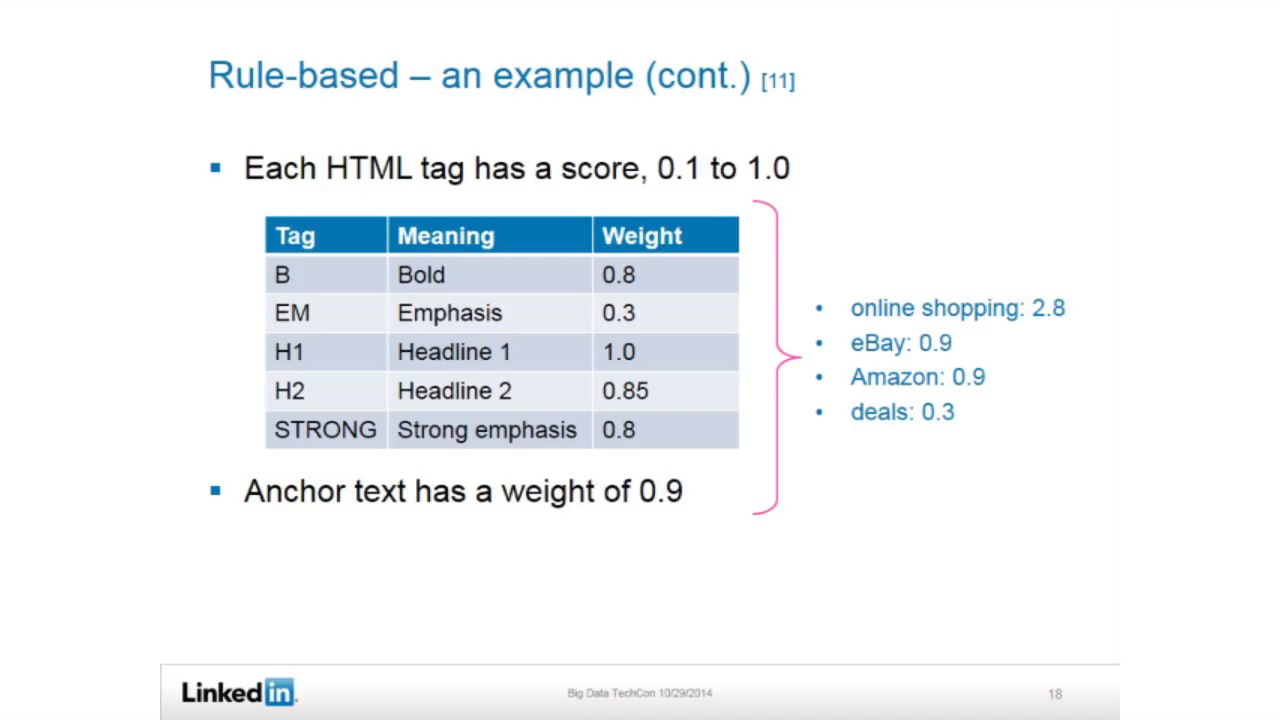 Rule-based – an example (cont.) [11]
▪ Each HTML tag has a score, 0.1 to 1.0
Tag Meaning Weight
B Bold 0.8
EM Emphasis 0.3
H1 Headline 1 1.0
H2 Headline 2 0.85
STRONG Strong emphasis 0.8
• online shopping: 2.8
• eBay: 0.9
• Amazon: 0.9
• deals: 0.3
▪ Anchor text has a weight of 0.9
Linked in.
Big Data TechCon 10/29/2014
18